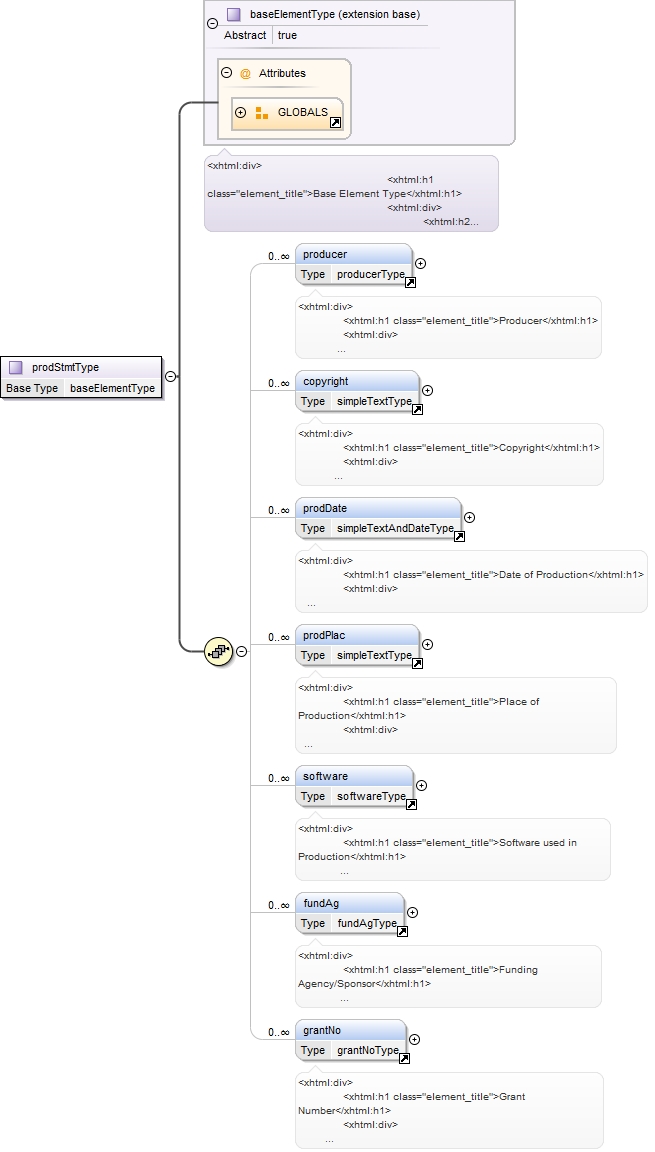 baseElementType (extension base)
Abstract true
@ Attributes
GLOBALS
<xhtml:div>
<xhtml:h1
class="element_title">Base Element Type</xhtml:h1>
<xhtml:div>
<xhtml:h2...
0..∞ producer
Type producerType
<xhtml:div>
<xhtml:h1 class="element_title">Producer</xhtml:h1>
<xhtml:div>
...
prodStmtType
Base Type baseElementType
0..∞ copyright
Type simpleTextType
<xhtml:div>
<xhtml:h1 class="element_title">Copyright</xhtml:h1>
<xhtml:div>
...
0..∞ prodDate
Type simpleTextAndDateType
<xhtml:div>
<xhtml:h1 class="element_title">Date of Production</xhtml:h1>
<xhtml:div>
...
0..∞ prodPlac
Type simpleTextType
<xhtml:div>
<xhtml:h1 class="element_title">Place of
Production</xhtml:h1>
<xhtml:div>
...
0..∞ software
Type softwareType
<xhtml:div>
<xhtml:h1 class="element_title">Software used in
Production</xhtml:h1>
...
0..∞ fundAg
Type fundAgType
<xhtml:div>
<xhtml:h1 class="element_title">Funding
Agency/Sponsor</xhtml:h1>
...
0..∞ grantNo
Type grantNoType
<xhtml:div>
<xhtml:h1 class="element_title">Grant
Number</xhtml:h1>
<xhtml:div>
...